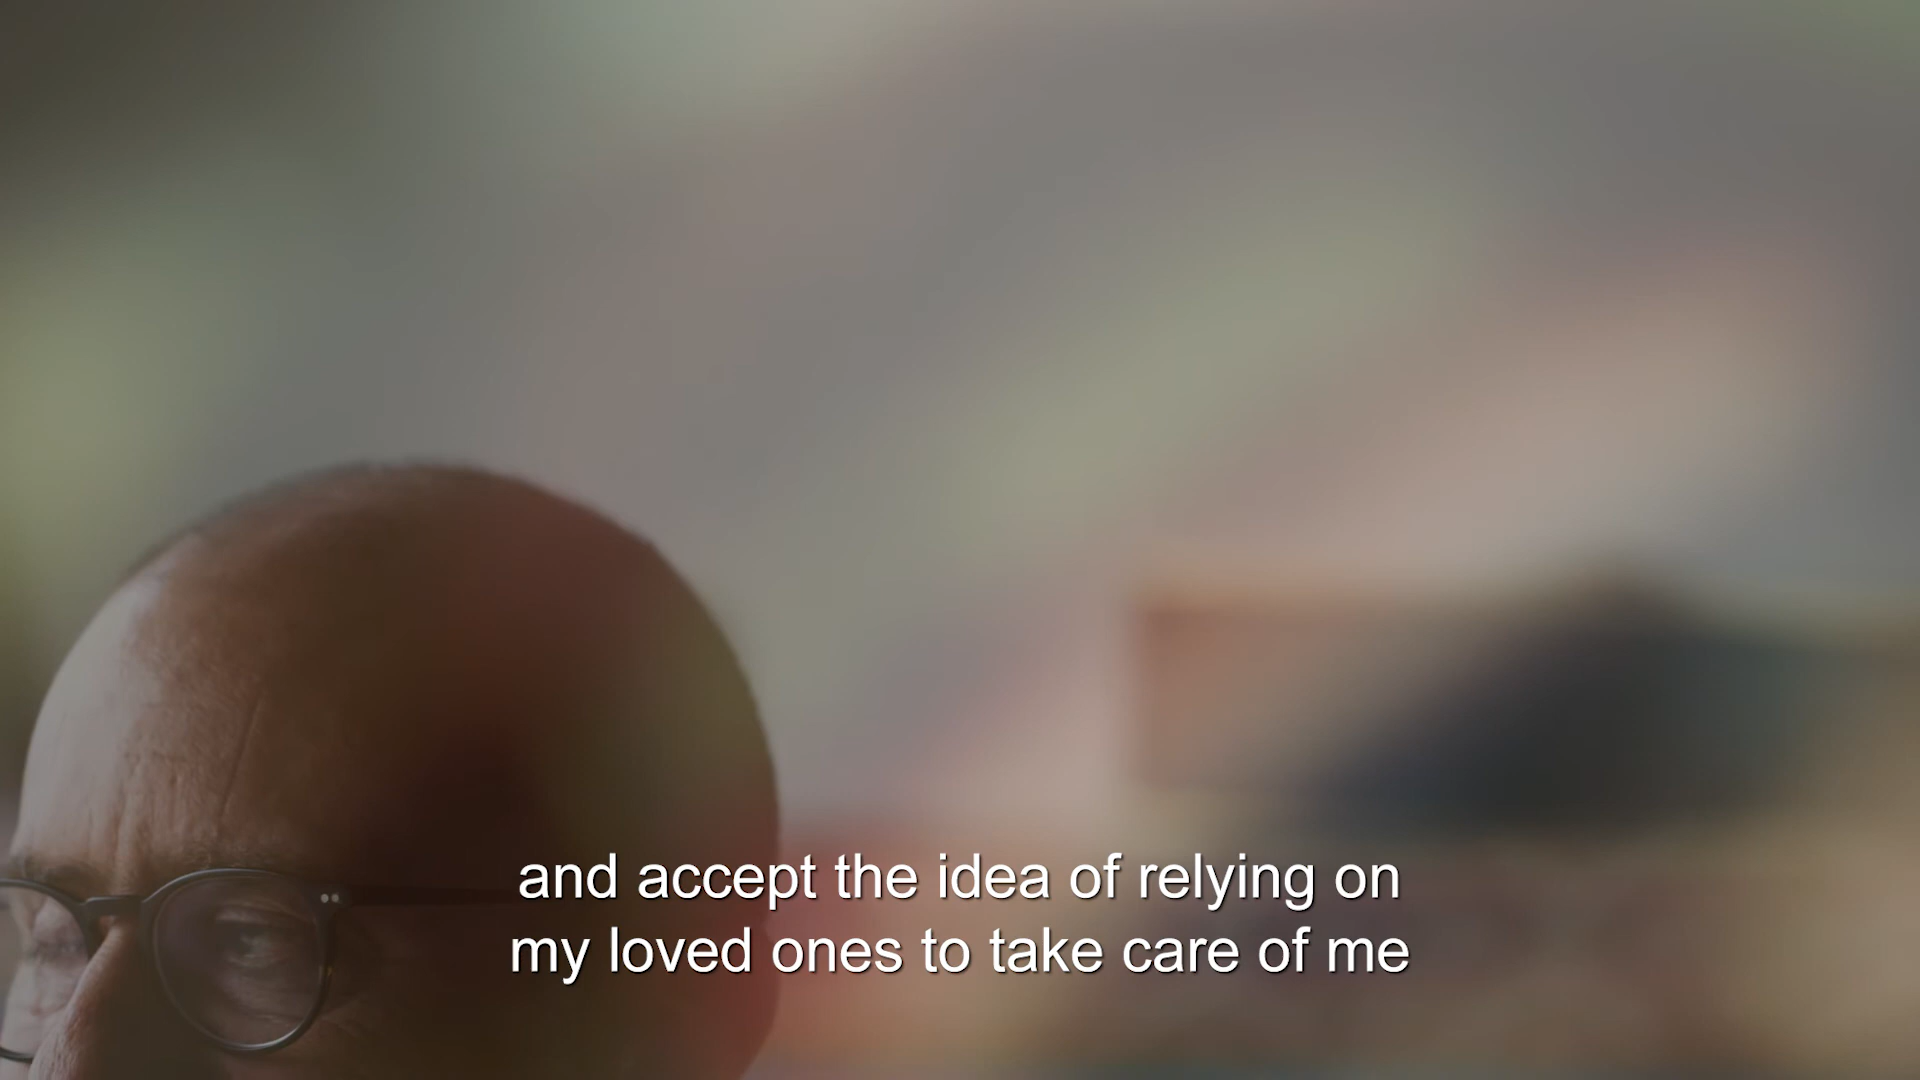 and accept the idea of relying on
my loved ones to take care of me